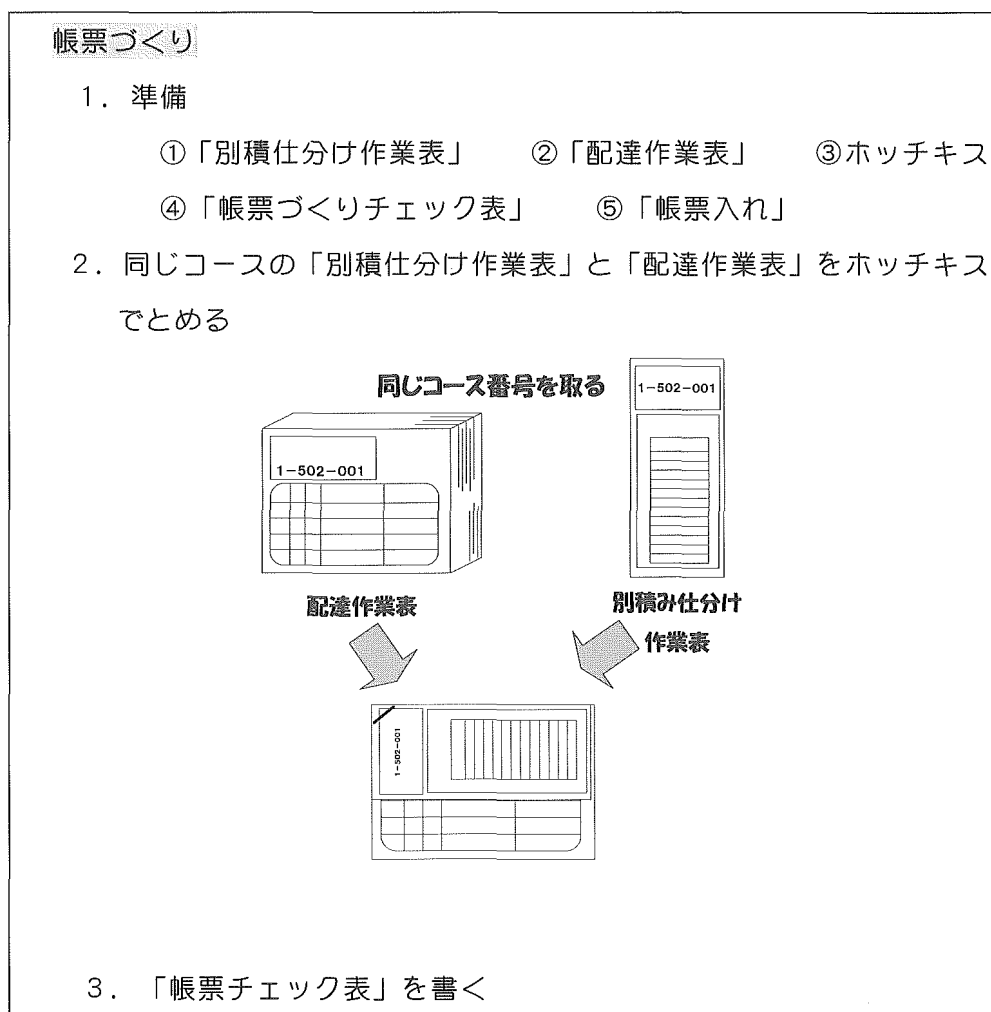 帳票づくり
1. 準備
①「別積仕分け作業表」 ②「配達作業表」 ③ホッチキス
④「帳票づくりチェック表」 ⑤「帳票入れ」
2. 同じコースの「別積仕分け作業表」と「配達作業表」をホッチキス
でとめる
同じコース番号を取る
1-502-001
1-502-001
配達作業表
別積み仕分け
作業表
1-502-001
3. 「帳票チェック表」を書く